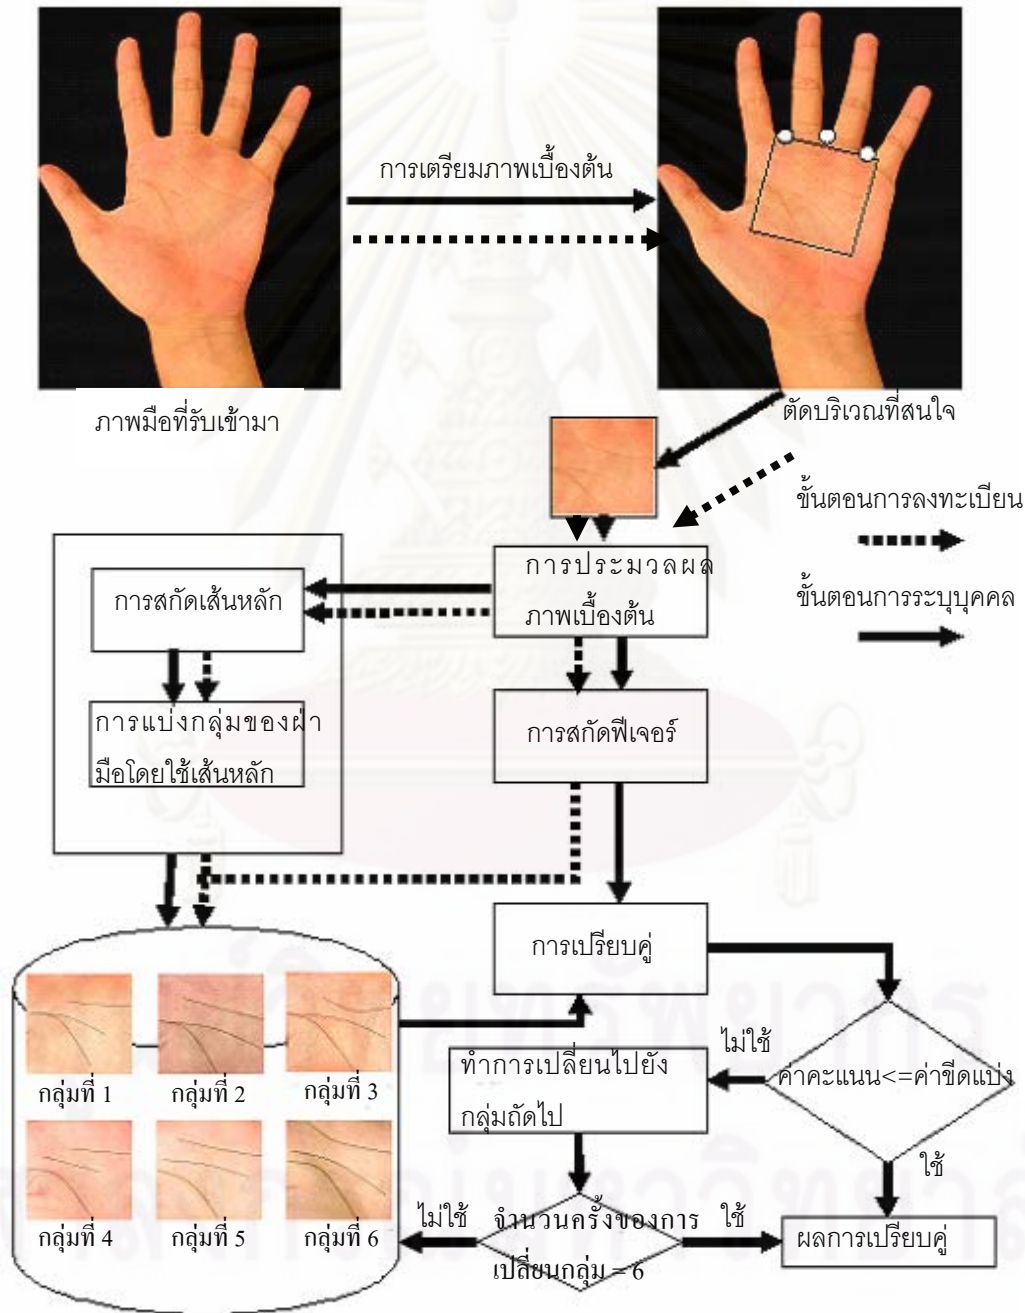 การเตรียมภาพเบื้องต้น
ภาพมือที่รับเข้ามา
ตัดบริเวณที่สนใจ
ขั้นตอนการลงทะเบียน
ขั้นตอนการระบุบุคคล
การประมวลผล
ภาพเบื้องต้น
การสกัดเส้นหลัก
การแบ่งกลุ่มของฝ่า
มือโดยใช้เส้นหลัก
การสกัดฟีเจอร์
การเปรียบคู่
ไม่ใช้
ค่าคะแนน<=ค่าขีดแบ่ง
ใช้
ทำการเปลี่ยนไปยัง
กลุ่มถัดไป
กลุ่มที่ 1
กลุ่มที่ 2
กลุ่มที่ 3
กลุ่มที่ 4
กลุ่มที่ 5
กลุ่มที่ 6
ไม่ใช้
จำนวนครั้งของการ
เปลี่ยนกลุ่ม = 6
ใช้
ผลการเปรียบคู่